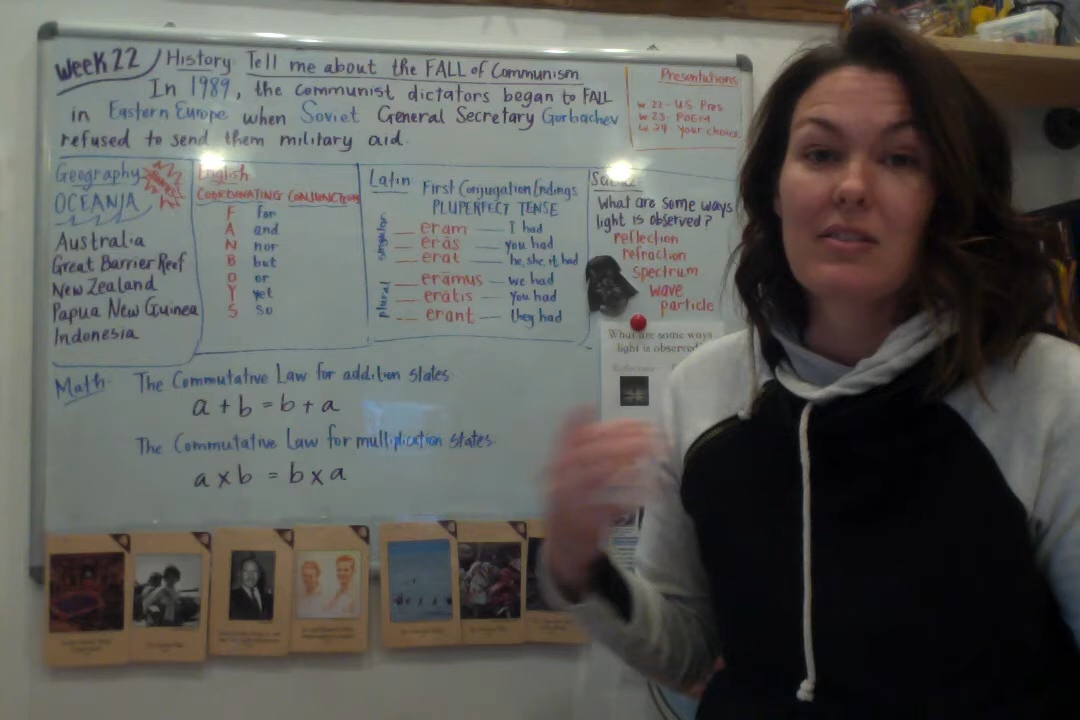 Week 22
History: Tell me about the FALL of Communism.
In 1989, the communist dictators began to FALL
in Eastern Europe when Soviet General Secretary Gorbachev
refused to send them military aid.
Presentations
w.22- US Pres.
w.23- POEM
w.24 your choice.
Geography
OCEANIA
Australia
Great Barrier Reef
New Zealand
Papua New Guinea
Indonesia
English
COORDINATING CONJUNCTIONS
F for
A and
N nor
B but
O or
Y yet
S so
Latin
First Conjugation Endings
PLUPERFECT TENSE
singular
__ eram — I had
__ erās — you had
__ erat — he, she, it had
plural
__ erāmus — we had
__ erātis — you had
__ erant — they had
What are some ways
light is observed?
reflection
refraction
spectrum
wave
particle
What are some ways
light is observed?
Math
The Commutative Law for addition states
a + b = b + a
The Commutative Law for multiplication states
a x b = b x a